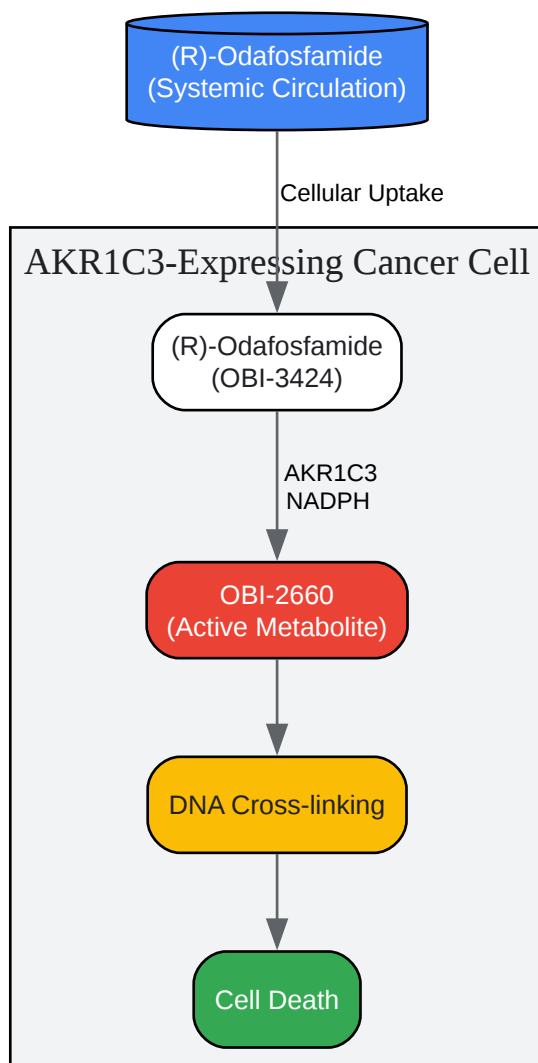 (R)-Odafosfamide
(Systemic Circulation)
Cellular Uptake
AKR1C3-Expressing Cancer Cell
(R)-Odafosfamide
(OBI-3424)
AKR1C3
NADPH
OBI-2660
(Active Metabolite)
DNA Cross-linking
Cell Death